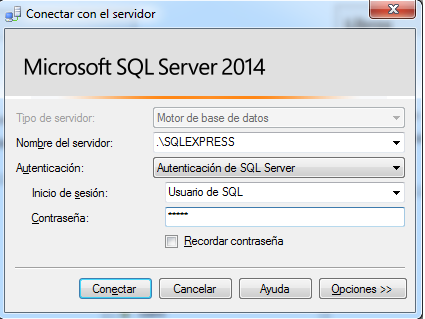 Conectar con el servidor
Microsoft SQL Server 2014
Tipo de servidor: Motor de base de datos
Nombre del servidor: .\SQLEXPRESS
Autenticación: Autenticación de SQL Server
Inicio de sesión: Usuario de SQL
Contraseña: *****
Recordar contraseña
Conectar Cancelar Ayuda Opciones >>